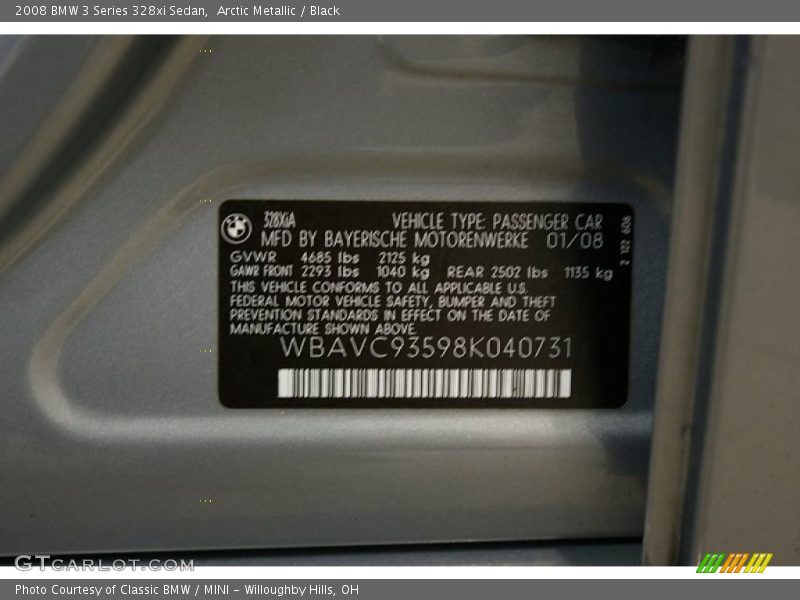 2008 BMW 3 Series 328xi Sedan,  Arctic Metallic / Black
328XiA VEHICLE TYPE: PASSENGER CAR
MFD BY BAYERISCHE MOTORENWERKE 01/08
GVWR 4685 lbs 2125 kg
GAWR FRONT 2293 lbs 1040 kg REAR 2502 lbs 1135 kg
THIS VEHICLE CONFORMS TO ALL APPLICABLE U.S.
FEDERAL MOTOR VEHICLE SAFETY, BUMPER AND THEFT
PREVENTION STANDARDS IN EFFECT ON THE DATE OF
MANUFACTURE SHOWN ABOVE.
WBAVC93598K040731
2 122 606
GTCARLOT.COM
Photo Courtesy of Classic BMW / MINI - Willoughby Hills, OH